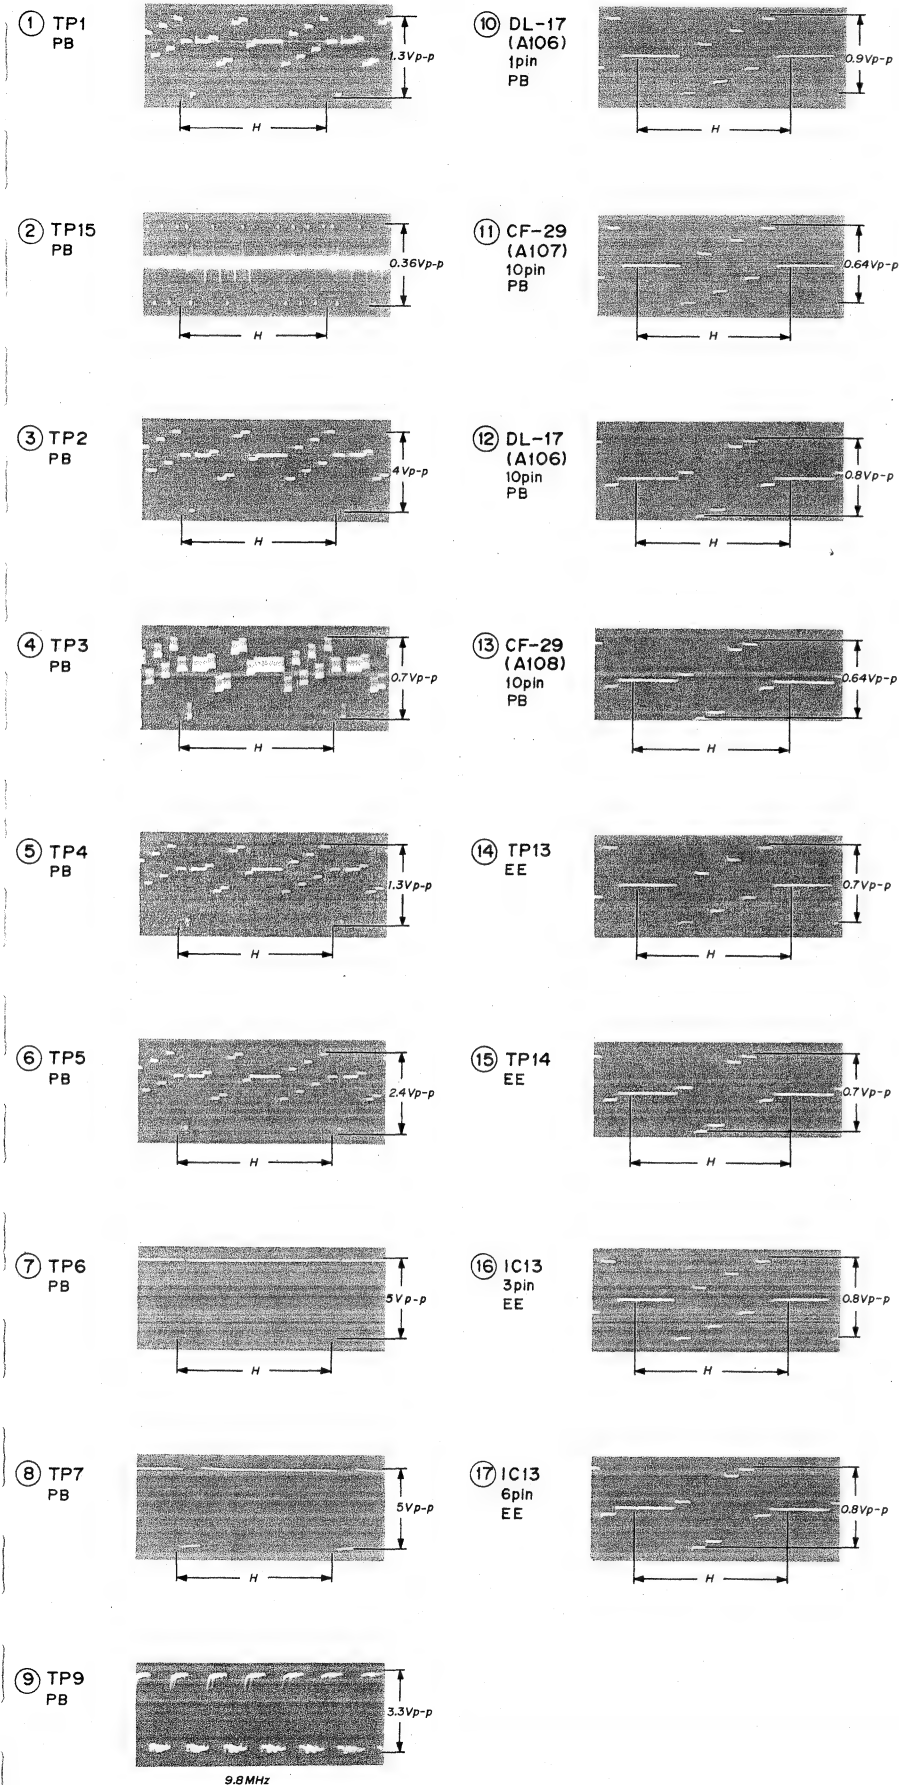 ① TP1
PB
1.3Vp-p
H
② TP15
PB
0.36Vp-p
H
③ TP2
PB
4Vp-p
H
④ TP3
PB
0.7Vp-p
H
⑤ TP4
PB
1.3Vp-p
H
⑥ TP5
PB
2.4Vp-p
H
⑦ TP6
PB
5Vp-p
H
⑧ TP7
PB
5Vp-p
H
⑨ TP9
PB
3.3Vp-p
9.8MHz
⑩ DL-17
(A106)
1pin
PB
0.9Vp-p
H
⑪ CF-29
(A107)
10pin
PB
0.64Vp-p
H
⑫ DL-17
(A106)
10pin
PB
0.8Vp-p
H
⑬ CF-29
(A108)
10pin
PB
0.64Vp-p
H
⑭ TP13
EE
0.7Vp-p
H
⑮ TP14
EE
0.7Vp-p
H
⑯ IC13
3pin
EE
0.8Vp-p
H
⑰ IC13
6pin
EE
0.8Vp-p
H